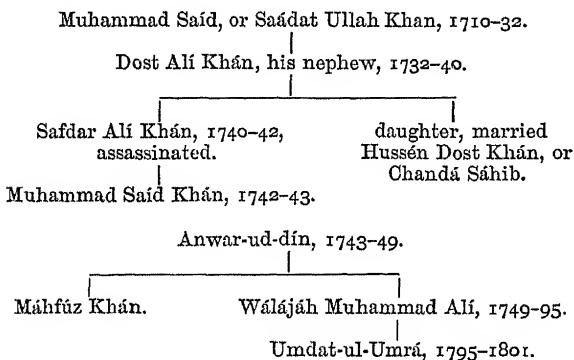 Muhammad Saíd, or Saádat Ullah Khan, 1710–32.
Dost Alí Khán, his nephew, 1732–40.
Safdar Alí Khán, 1740–42,
assassinated.
daughter, married
Hussén Dost Khán, or
Chandá Sáhib.
Muhammad Saíd Khán, 1742–43.
Anwar-ud-dín, 1743–49.
Máhfúz Khán.
Wálájáh Muhammad Alí, 1749–95.
Umdat-ul-Umrá, 1795–1801.